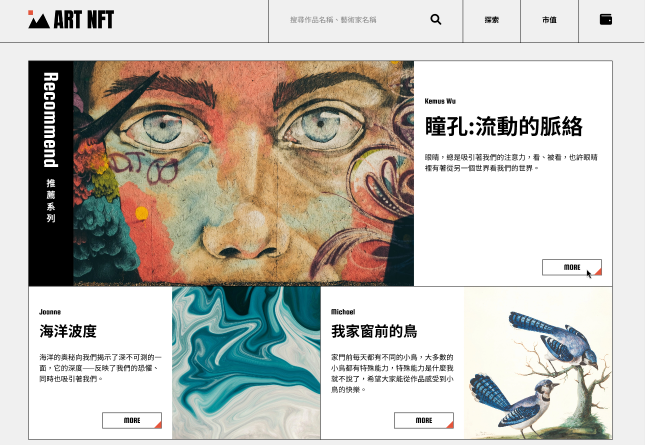 ART NFT
搜尋作品名稱、藝術家名稱
探索
市值
Recommend
推薦系列
Kemus Wu
瞳孔:流動的脈絡
眼睛，總是吸引著我們的注意力，看、被看，也許眼睛
裡有著從另一個世界看我們的世界。
MORE
Joanne
海洋波度
海洋的奧秘向我們揭示了深不可測的一
面，它的深度——反映了我們的恐懼、
同時也吸引著我們。
MORE
Michael
我家窗前的鳥
家門前每天都有不同的小鳥，大多數的
小鳥都有特殊能力，特殊能力是什麼我
就不說了，希望大家能從作品感受到小
鳥的快樂。
MORE